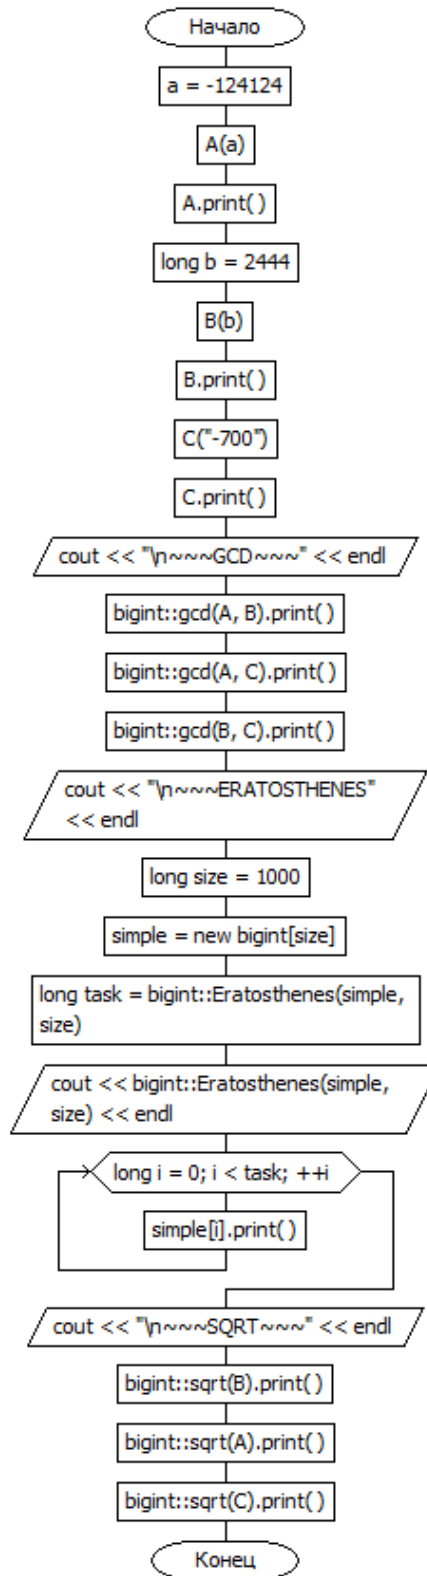 Начало
a = -124124
A(a)
A.print( )
long b = 2444
B(b)
B.print( )
C("-700")
C.print( )
cout << "\n~~~GCD~~~" << endl
bigint::gcd(A, B).print( )
bigint::gcd(A, C).print( )
bigint::gcd(B, C).print( )
cout << "\n~~~ERATOSTHENES"
<< endl
long size = 1000
simple = new bigint[size]
long task = bigint::Eratosthenes(simple,
size)
cout << bigint::Eratosthenes(simple,
size) << endl
long i = 0; i < task; ++i
simple[i].print( )
cout << "\n~~~SQRT~~~" << endl
bigint::sqrt(B).print( )
bigint::sqrt(A).print( )
bigint::sqrt(C).print( )
Конец